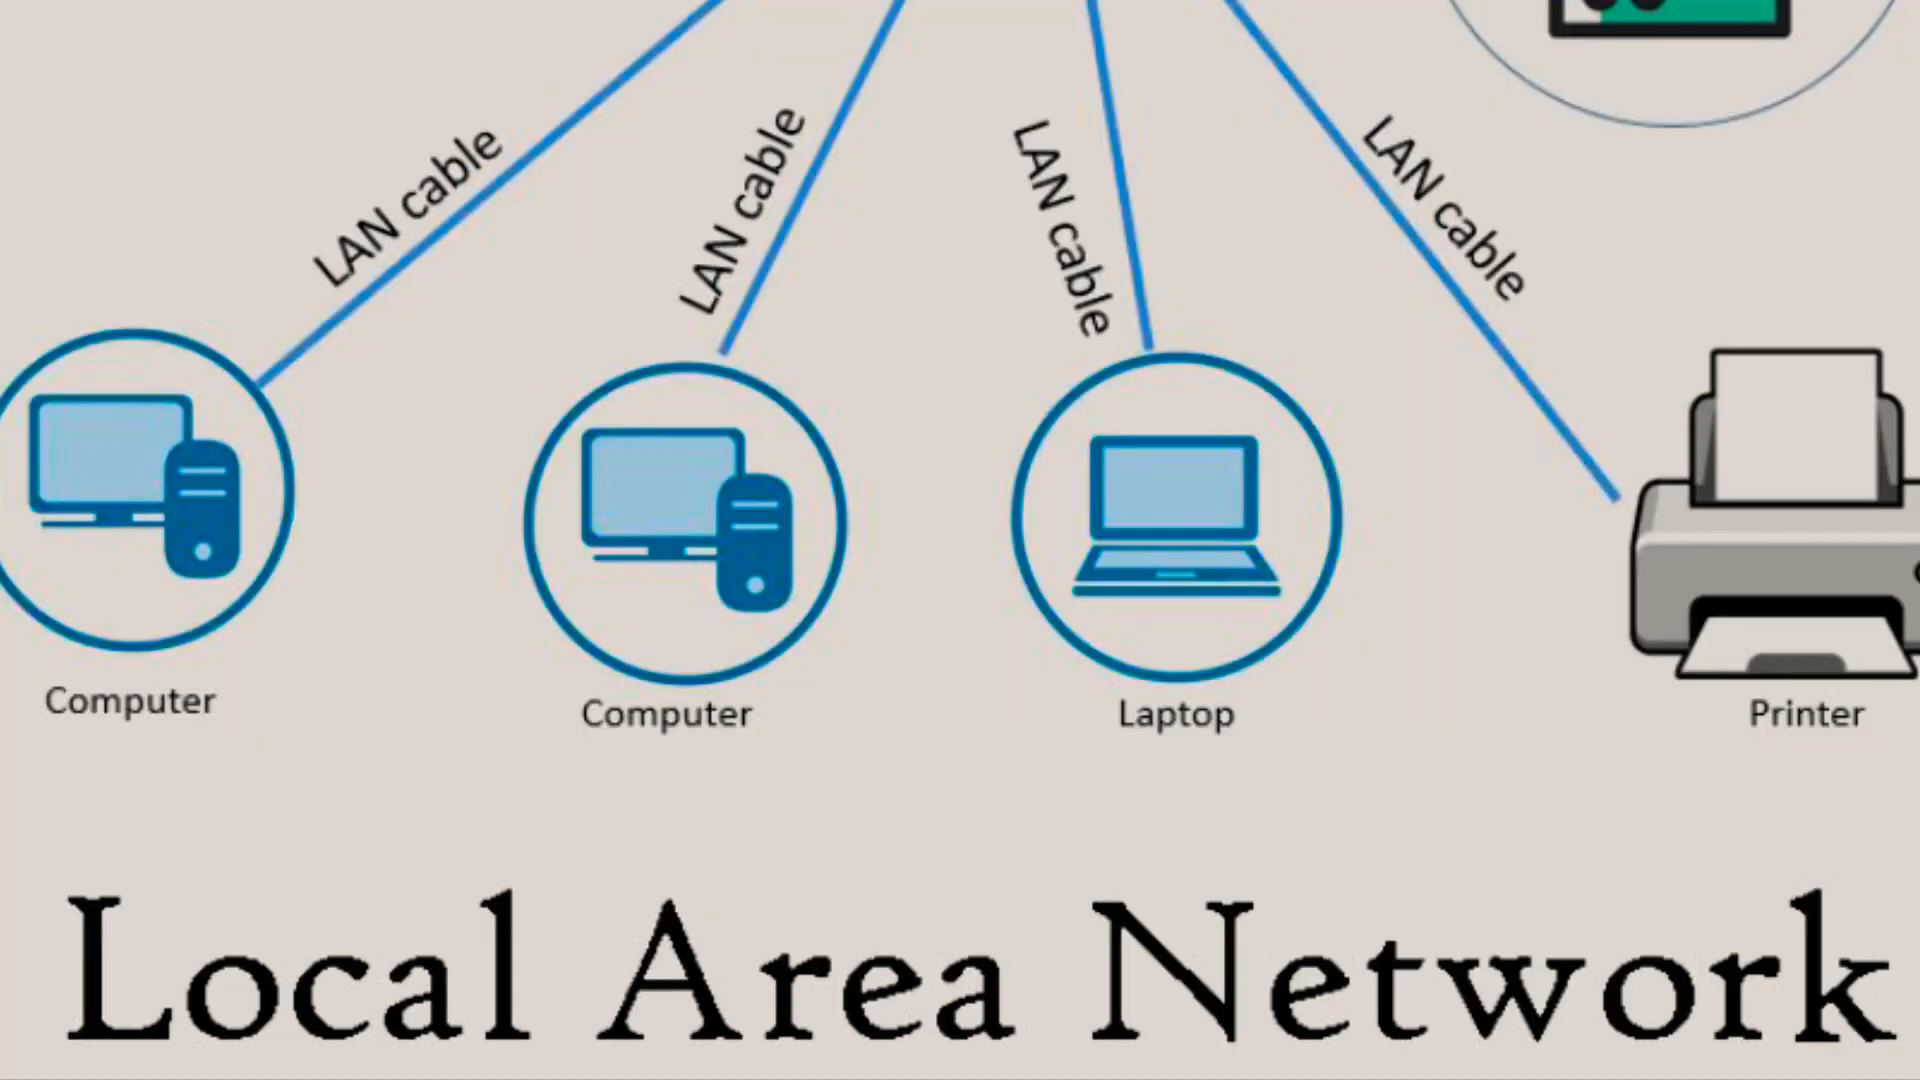 LAN cable
LAN cable
LAN cable
LAN cable
Computer
Computer
Laptop
Printer
Local Area Network